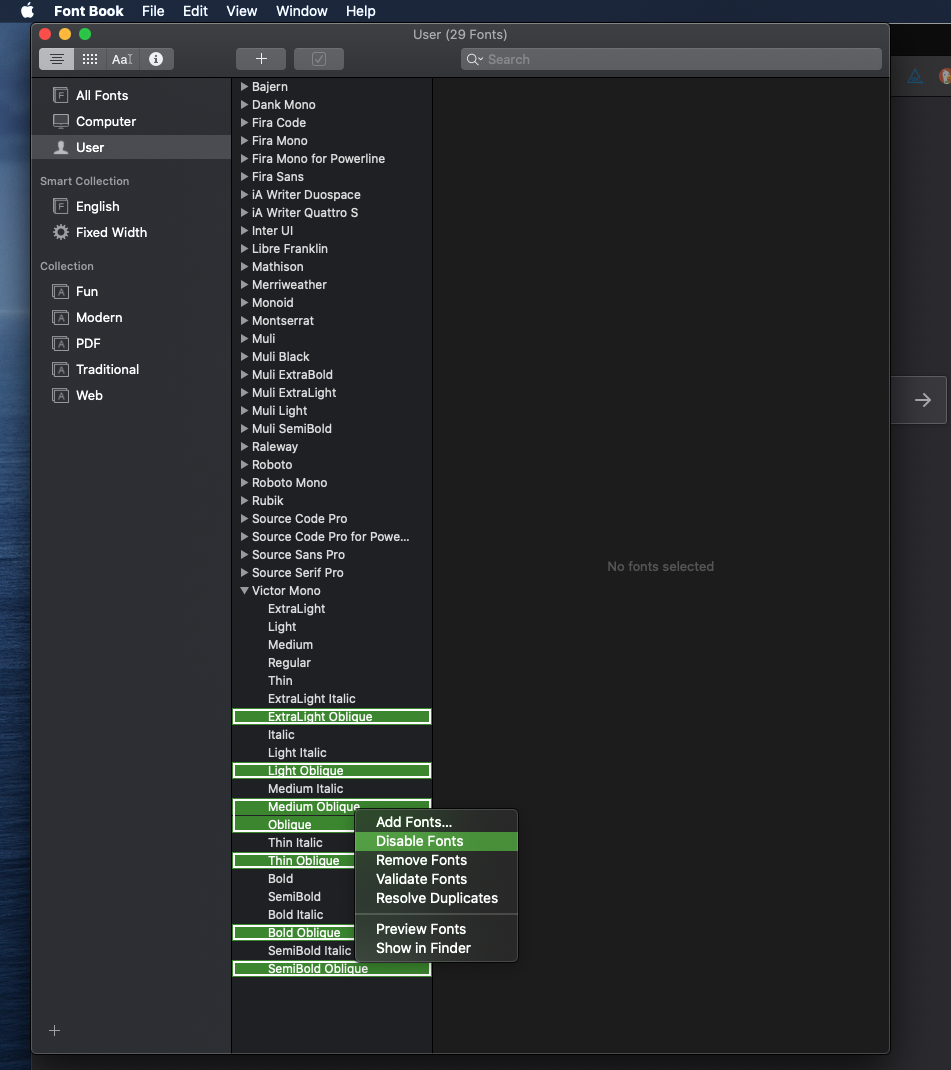 Font Book File Edit View Window Help
User (29 Fonts)
Aa
Search
All Fonts
Computer
User
Smart Collection
English
Fixed Width
Collection
Fun
Modern
PDF
Traditional
Web
Bajern
Dank Mono
Fira Code
Fira Mono
Fira Mono for Powerline
Fira Sans
iA Writer Duospace
iA Writer Quattro S
Inter UI
Libre Franklin
Mathison
Merriweather
Monoid
Montserrat
Muli
Muli Black
Muli ExtraBold
Muli ExtraLight
Muli Light
Muli SemiBold
Raleway
Roboto
Roboto Mono
Rubik
Source Code Pro
Source Code Pro for Powe...
Source Sans Pro
Source Serif Pro
Victor Mono
ExtraLight
Light
Medium
Regular
Thin
ExtraLight Italic
ExtraLight Oblique
Italic
Light Italic
Light Oblique
Medium Italic
Medium Oblique
Oblique
Thin Italic
Thin Oblique
Bold
SemiBold
Bold Italic
Bold Oblique
SemiBold Italic
SemiBold Oblique
Add Fonts...
Disable Fonts
Remove Fonts
Validate Fonts
Resolve Duplicates
Preview Fonts
Show in Finder
No fonts selected